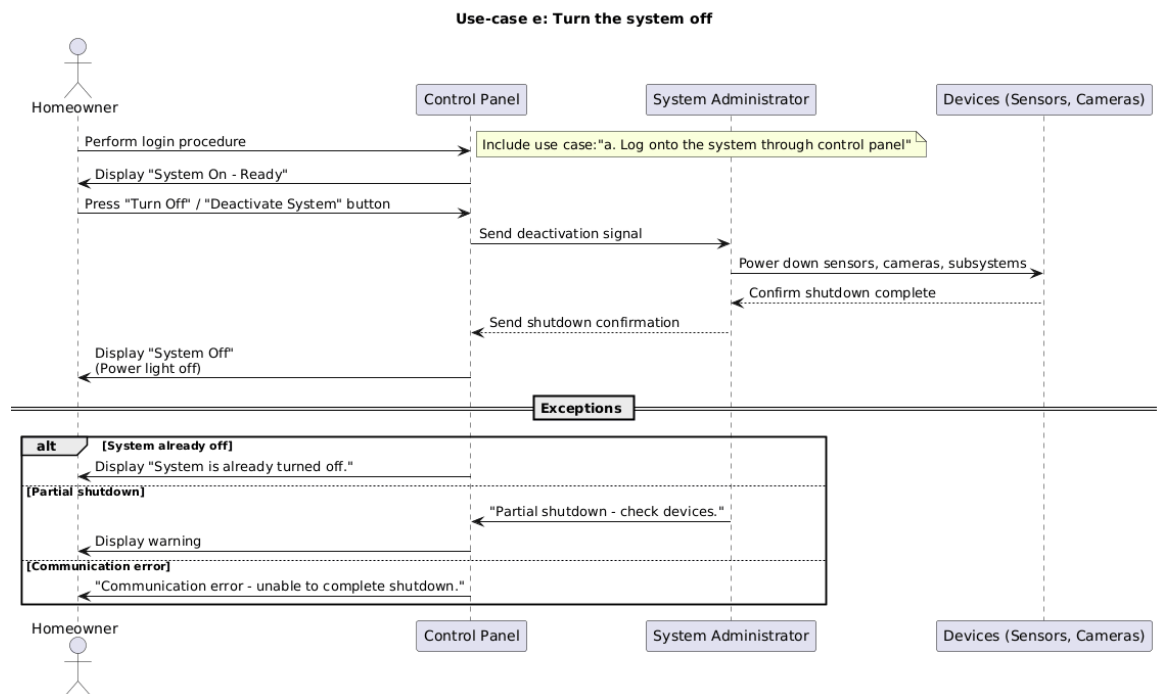 Use-case e: Turn the system off
Homeowner
Control Panel
System Administrator
Devices (Sensors, Cameras)
Perform login procedure
Include use case:"a. Log onto the system through control panel"
Display "System On - Ready"
Press "Turn Off" / "Deactivate System" button
Send deactivation signal
Power down sensors, cameras, subsystems
Confirm shutdown complete
Send shutdown confirmation
Display "System Off"
(Power light off)
Exceptions
alt
[System already off]
Display "System is already turned off."
[Partial shutdown]
"Partial shutdown - check devices."
Display warning
[Communication error]
"Communication error - unable to complete shutdown."
Homeowner
Control Panel
System Administrator
Devices (Sensors, Cameras)